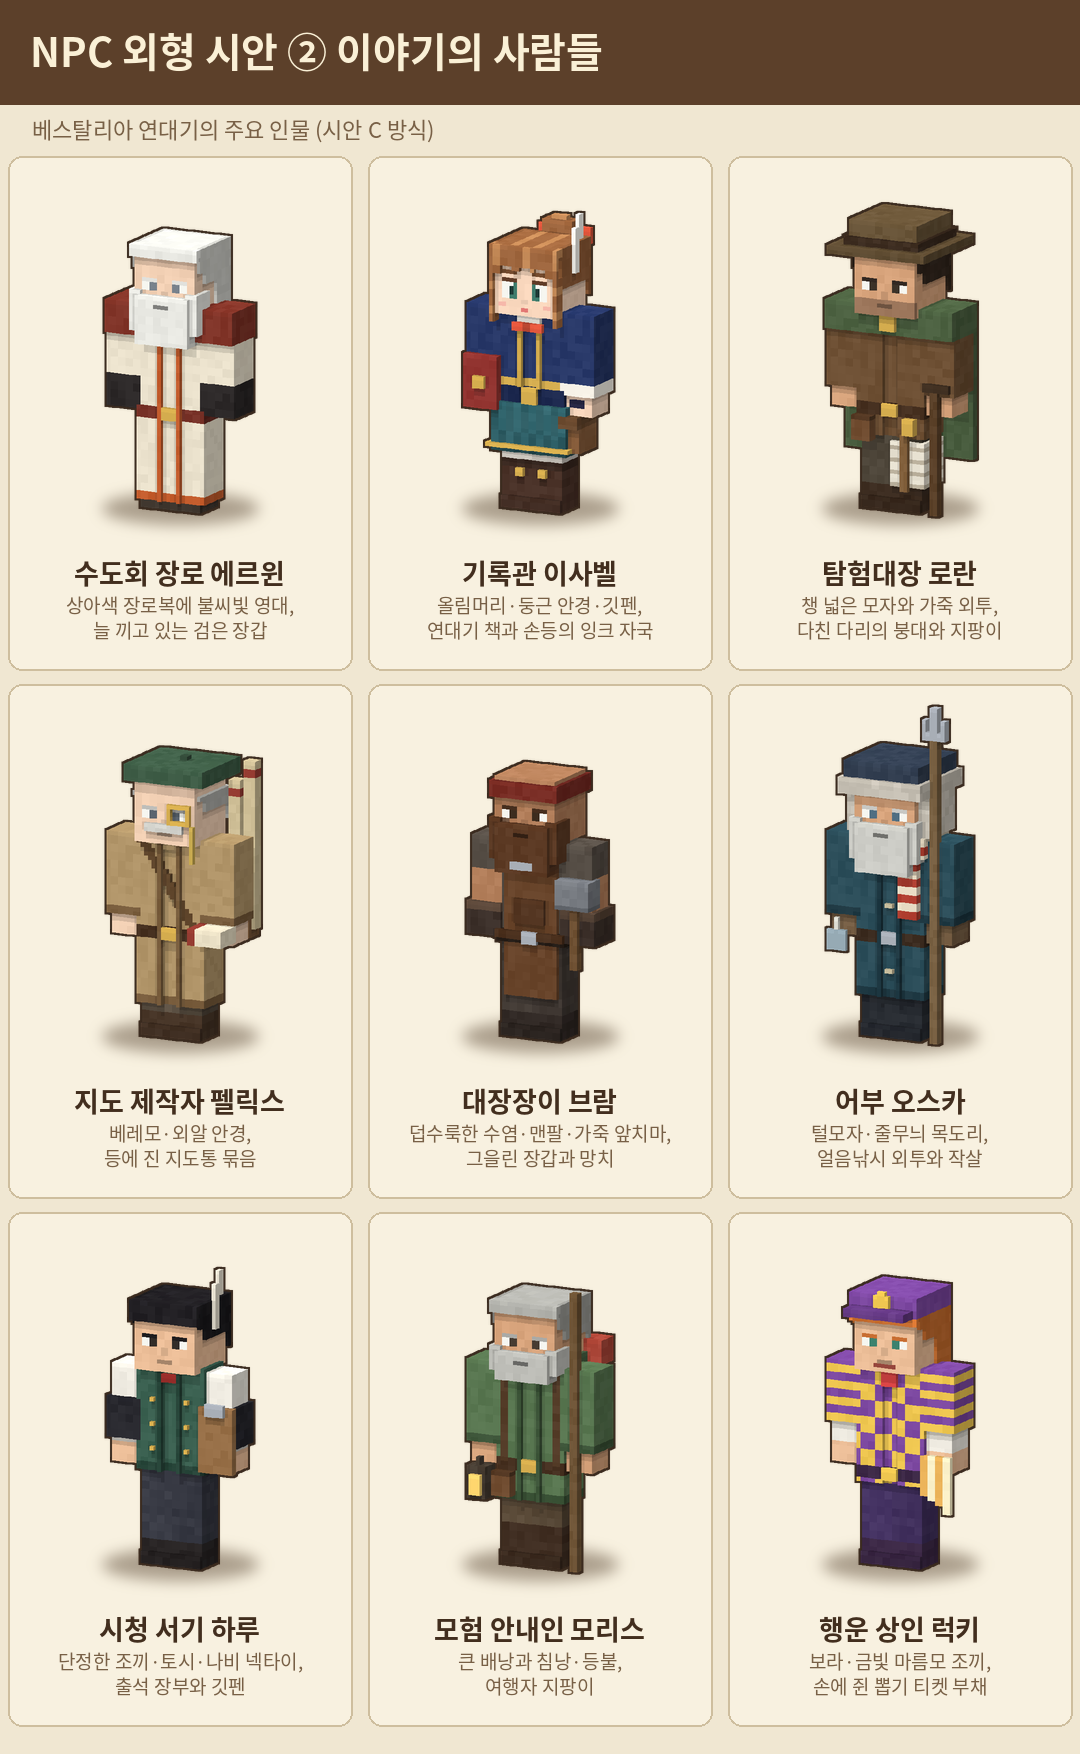 NPC 외형 시안 ② 이야기의 사람들
베스탈리아 연대기의 주요 인물 (시안 C 방식)
수도회 장로 에르윈
상아색 장로복에 불씨빛 영대,
늘 끼고 있는 검은 장갑
기록관 이사벨
올림머리·둥근 안경·깃펜,
연대기 책과 손등의 잉크 자국
탐험대장 로란
챙 넓은 모자와 가죽 외투,
다친 다리의 붕대와 지팡이
지도 제작자 펠릭스
베레모·외알 안경,
등에 진 지도통 묶음
대장장이 브람
덥수룩한 수염·맨팔·가죽 앞치마,
그을린 장갑과 망치
어부 오스카
털모자·줄무늬 목도리,
얼음낚시 외투와 작살
시청 서기 하루
단정한 조끼·토시·나비 넥타이,
출석 장부와 깃펜
모험 안내인 모리스
큰 배낭과 침낭·등불,
여행자 지팡이
행운 상인 럭키
보라·금빛 마름모 조끼,
손에 쥔 뽑기 티켓 부채